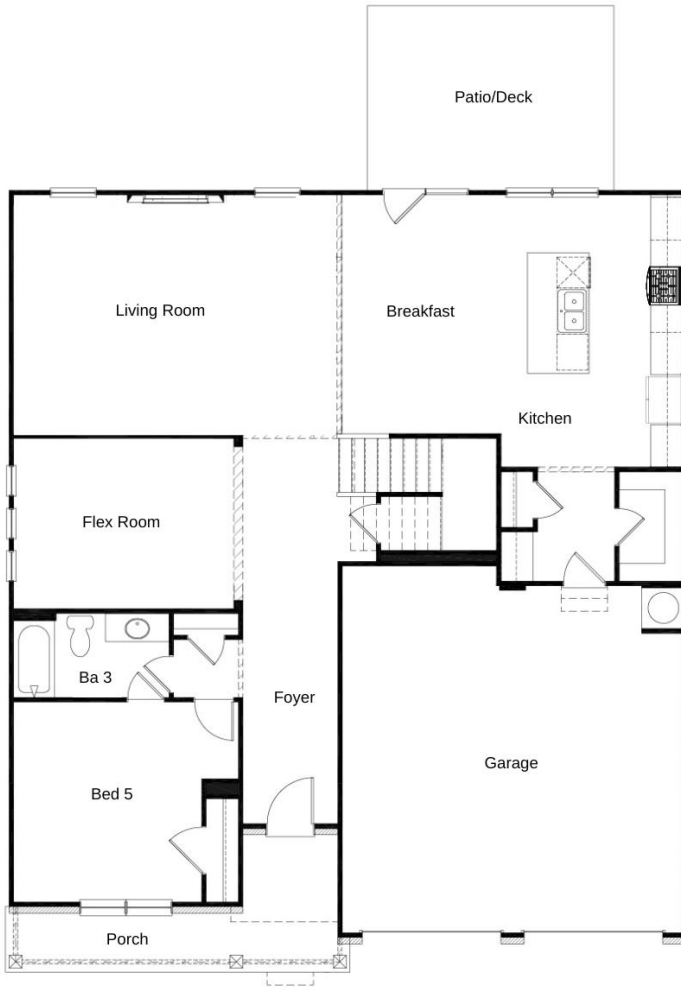 Patio/Deck
Living Room
Breakfast
Kitchen
Flex Room
Ba 3
Foyer
Garage
Bed 5
Porch